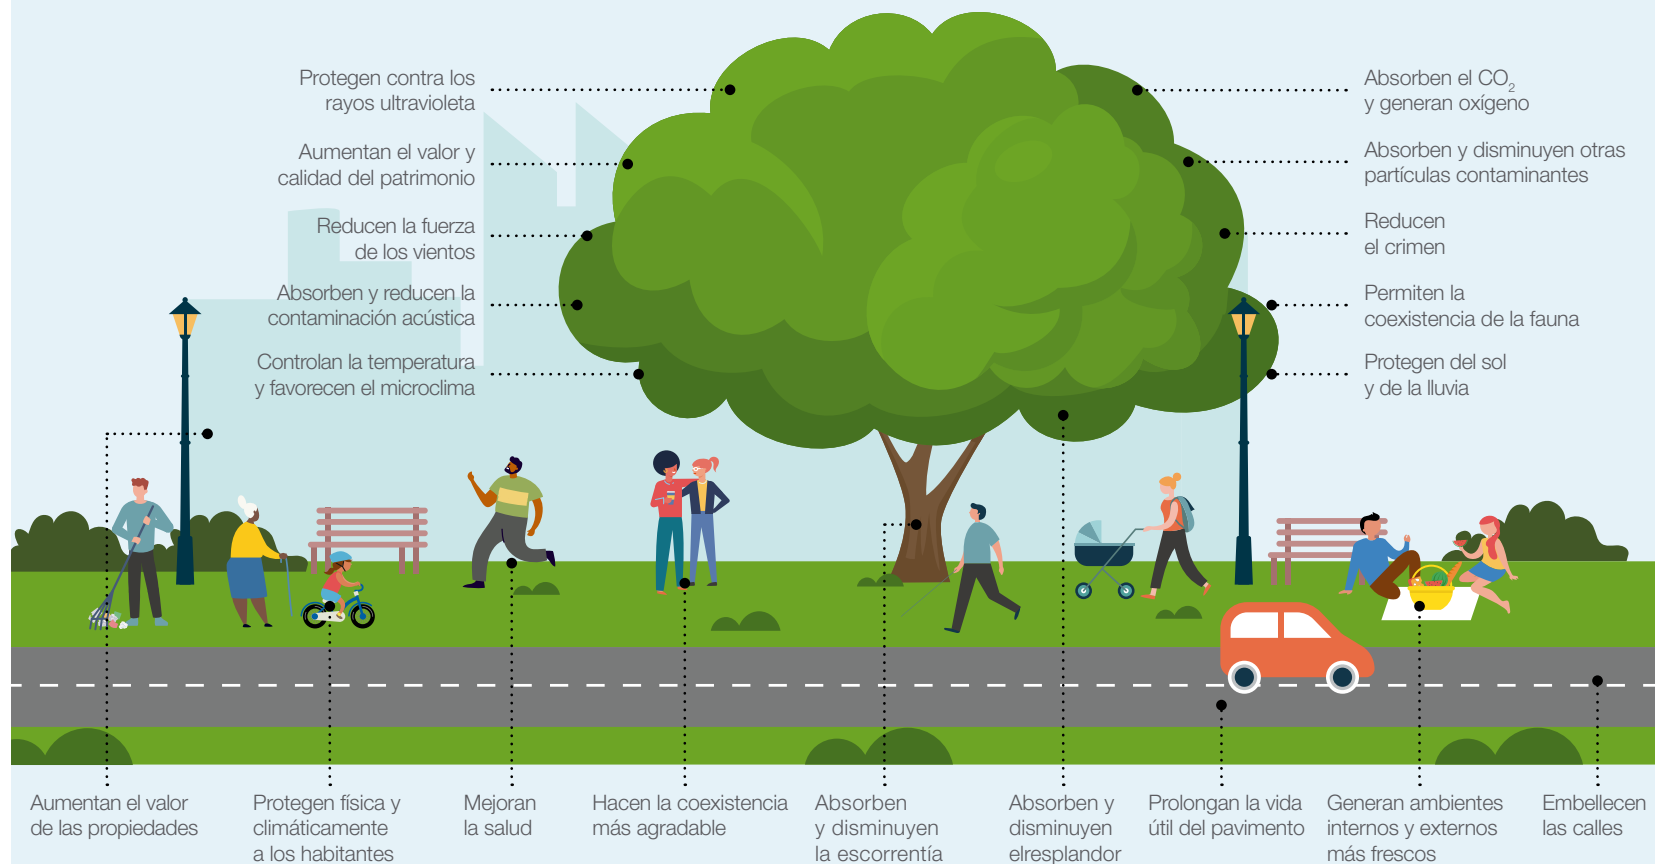 Protegen contra los
rayos ultravioleta
Aumentan el valor y
calidad del patrimonio
Reducen la fuerza
de los vientos
Absorben y reducen la
contaminación acústica
Controlan la temperatura
y favorecen el microclima
Absorben el CO₂
y generan oxígeno
Absorben y disminuyen otras
partículas contaminantes
Reducen
el crimen
Permiten la
coexistencia de la fauna
Protegen del sol
y de la lluvia
Aumentan el valor
de las propiedades
Protegen física y
climáticamente
a los habitantes
Mejoran
la salud
Hacen la coexistencia
más agradable
Absorben
y disminuyen
la escorrentía
Absorben y
disminuyen
elresplandor
Prolongan la vida
útil del pavimento
Generan ambientes
internos y externos
más frescos
Embellecen
las calles